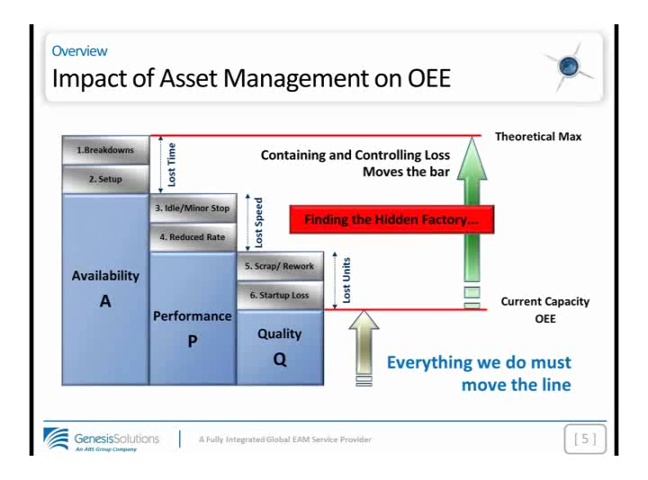 Overview
Impact of Asset Management on OEE
Theoretical Max
1.Breakdowns
2. Setup
Lost Time
Containing and Controlling Loss
Moves the bar
3. Idle/Minor Stop
4. Reduced Rate
Lost Speed
Finding the Hidden Factory...
5. Scrap/ Rework
6. Startup Loss
Lost Units
Availability
A
Performance
P
Quality
Q
Current Capacity
OEE
Everything we do must
move the line
GenesisSolutions
An ABS Group Company
A Fully Integrated Global EAM Service Provider
[ 5 ]